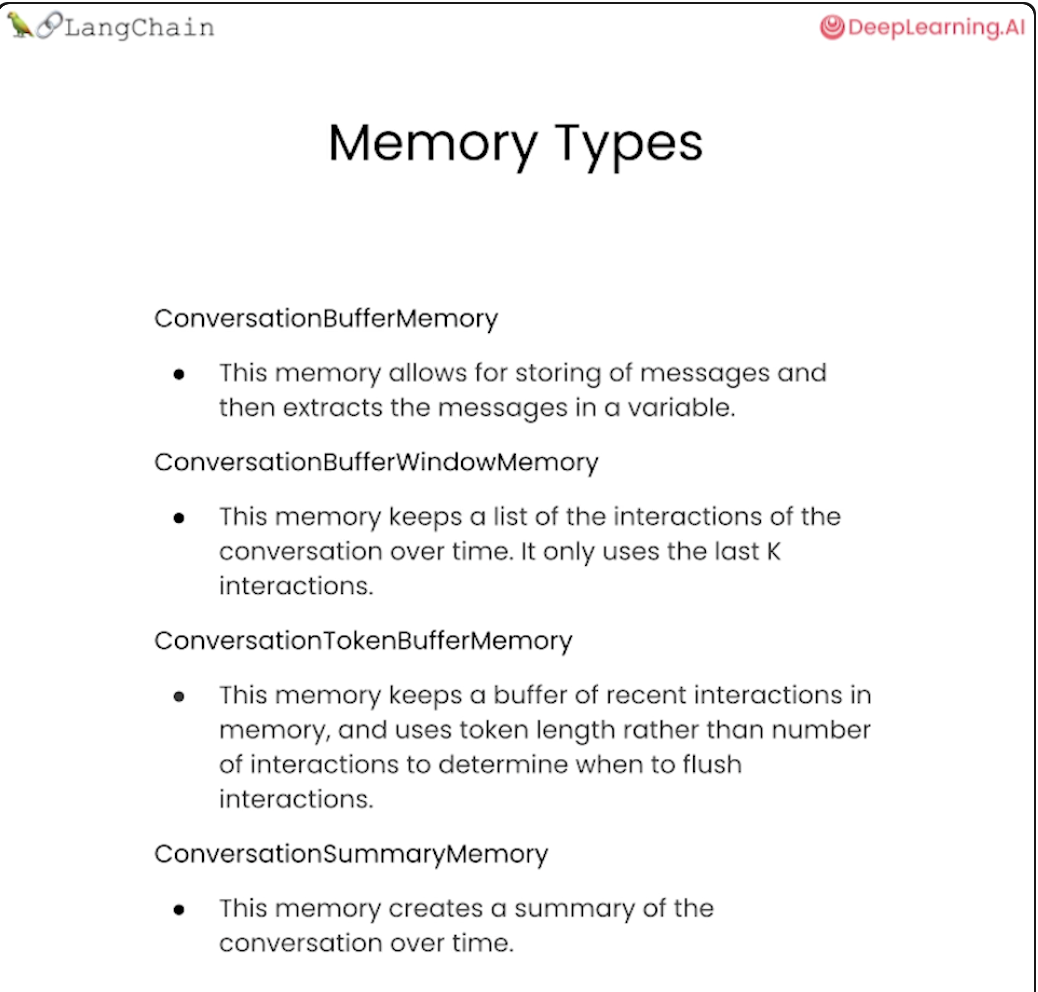 LangChain
DeepLearning.AI
Memory Types
ConversationBufferMemory
● This memory allows for storing of messages and
then extracts the messages in a variable.
ConversationBufferWindowMemory
● This memory keeps a list of the interactions of the
conversation over time. It only uses the last K
interactions.
ConversationTokenBufferMemory
● This memory keeps a buffer of recent interactions in
memory, and uses token length rather than number
of interactions to determine when to flush
interactions.
ConversationSummaryMemory
● This memory creates a summary of the
conversation over time.